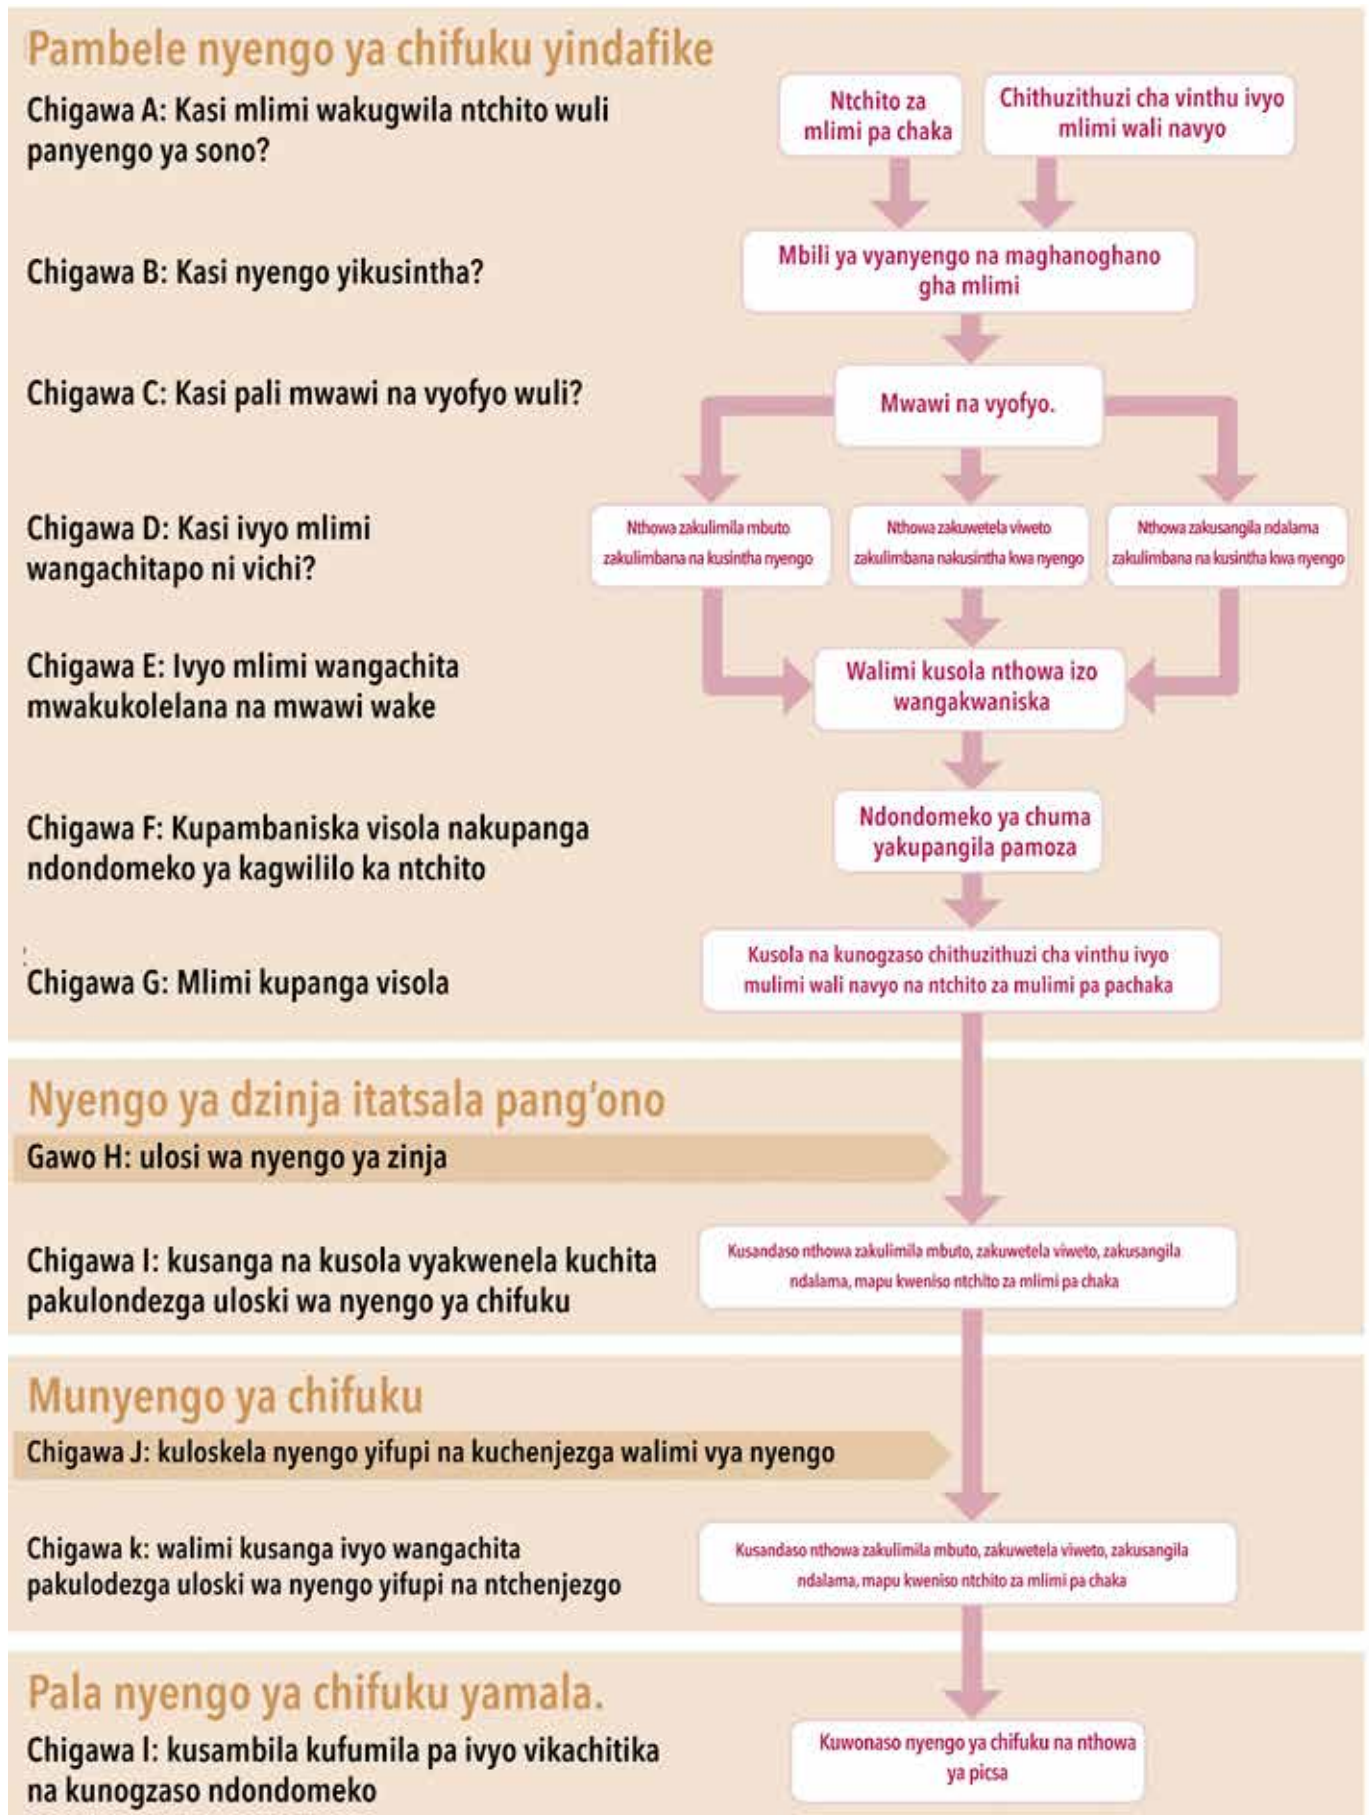 Pambele nyengo ya chifuku yindafike
Chigawa A: Kasi mlimi wakugwila ntchito wuli
panyengo ya sono?
Ntchito za
mlimi pa chaka
Chithuzithuzi cha vinthu ivyo
mlimi wali navyo
Chigawa B: Kasi nyengo yikusintha?
Mbili ya vyanyengo na maghanoghano
gha mlimi
Chigawa C: Kasi pali mwawi na vyofyo wuli?
Mwawi na vyofyo.
Chigawa D: Kasi ivyo mlimi
wangachitapo ni vichi?
Nthowa zakulimila mbuto
zakulimbana na kusintha nyengo
Nthowa zakuwetela viweto
zakulimbana nakusintha kwa nyengo
Nthowa zakusangila ndalama
zakulimbana na kusintha kwa nyengo
Chigawa E: Ivyo mlimi wangachita
mwakukolelana na mwawi wake
Walimi kusola nthowa izo
wangakwaniska
Chigawa F: Kupambaniska visola nakupanga
ndondomeko ya kagwililo ka ntchito
Ndondomeko ya chuma
yakupangila pamoza
Chigawa G: Mlimi kupanga visola
Kusola na kunogzaso chithuzithuzi cha vinthu ivyo
mulimi wali navyo na ntchito za mulimi pa pachaka
Nyengo ya dzinja itatsala pang'ono
Gawo H: ulosi wa nyengo ya zinja
Chigawa I: kusanga na kusola vyakwenela kuchita
pakulondezga uloski wa nyengo ya chifuku
Kusandaso nthowa zakulimila mbuto, zakuwetela viweto, zakusangila
ndalama, mapu kweniso ntchito za mlimi pa chaka
Munyengo ya chifuku
Chigawa J: kuloskela nyengo yifupi na kuchenjezga walimi vya nyengo
Chigawa k: walimi kusanga ivyo wangachita
pakulodezga uloski wa nyengo yifupi na ntchenjezgo
Kusandaso nthowa zakulimila mbuto, zakuwetela viweto, zakusangila
ndalama, mapu kweniso ntchito za mlimi pa chaka
Pala nyengo ya chifuku yamala.
Chigawa l: kusambila kufumila pa ivyo vikachitika
na kunogzaso ndondomeko
Kuwonaso nyengo ya chifuku na nthowa
ya picsa